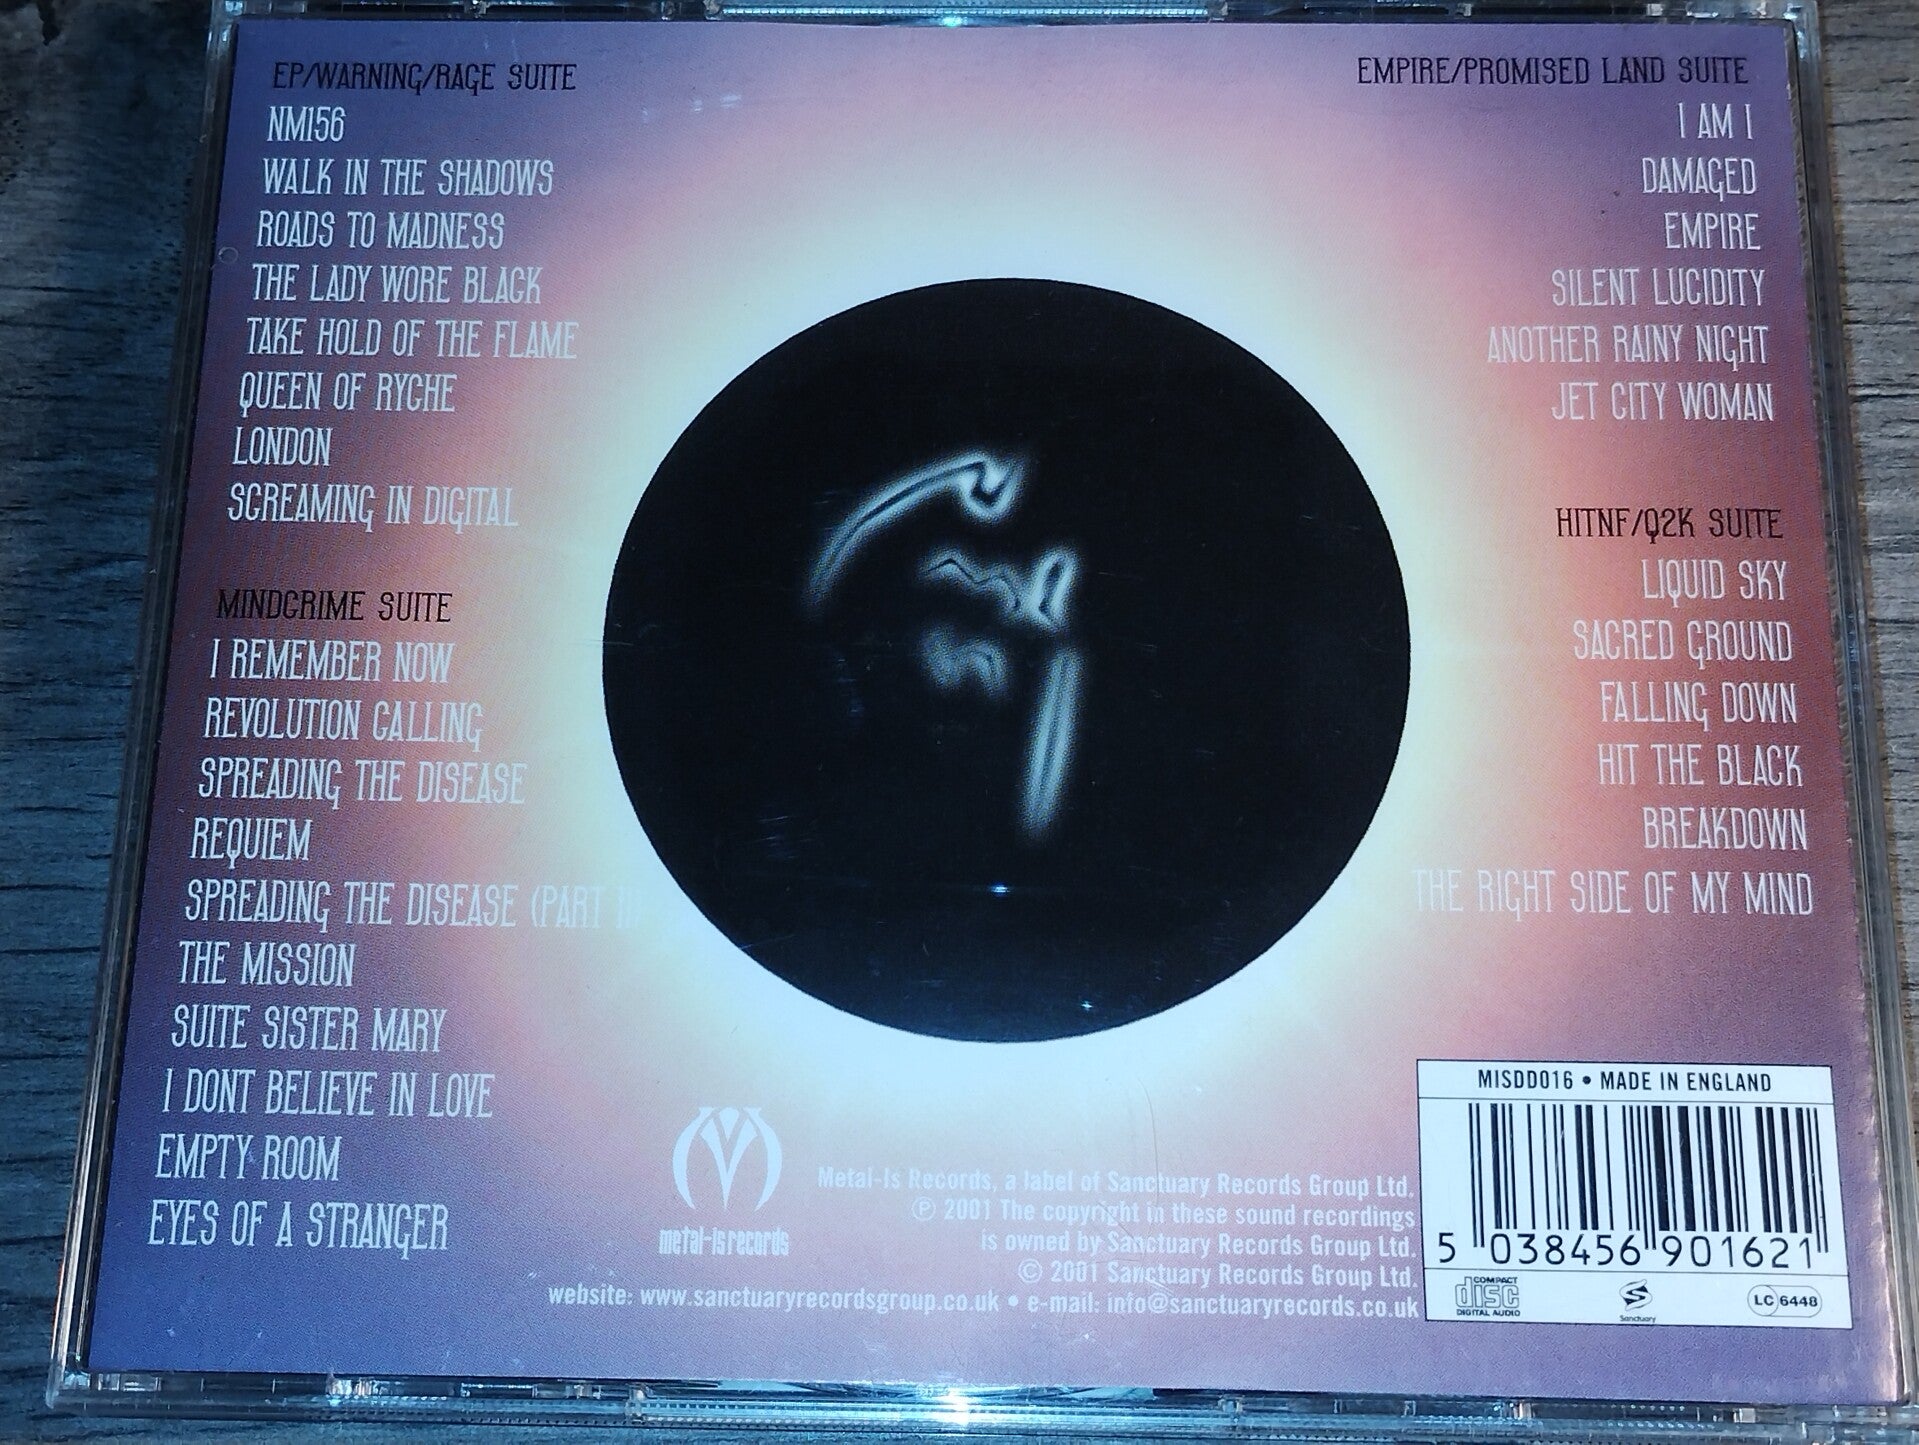 EP/WARNING/RAGE SUITE
NM156
WALK IN THE SHADOWS
ROADS TO MADNESS
THE LADY WORE BLACK
TAKE HOLD OF THE FLAME
QUEEN OF RYCHE
LONDON
SCREAMING IN DIGITAL
MINDCRIME SUITE
I REMEMBER NOW
REVOLUTION CALLING
SPREADING THE DISEASE
REQUIEM
SPREADING THE DISEASE (PART II)
THE MISSION
SUITE SISTER MARY
I DONT BELIEVE IN LOVE
EMPTY ROOM
EYES OF A STRANGER
EMPIRE/PROMISED LAND SUITE
I AM I
DAMAGED
EMPIRE
SILENT LUCIDITY
ANOTHER RAINY NIGHT
JET CITY WOMAN
HITNF/Q2K SUITE
LIQUID SKY
SACRED GROUND
FALLING DOWN
HIT THE BLACK
BREAKDOWN
THE RIGHT SIDE OF MY MIND
metal-is records
Metal-Is Records, a label of Sanctuary Records Group Ltd.
℗ 2001 The copyright in these sound recordings
is owned by Sanctuary Records Group Ltd.
© 2001 Sanctuary Records Group Ltd.
website: www.sanctuaryrecordsgroup.co.uk • e-mail: info@sanctuaryrecords.co.uk
MISDD016 • MADE IN ENGLAND
5 038456 901621
COMPACT
disc
DIGITAL AUDIO
Sanctuary
LC 6448